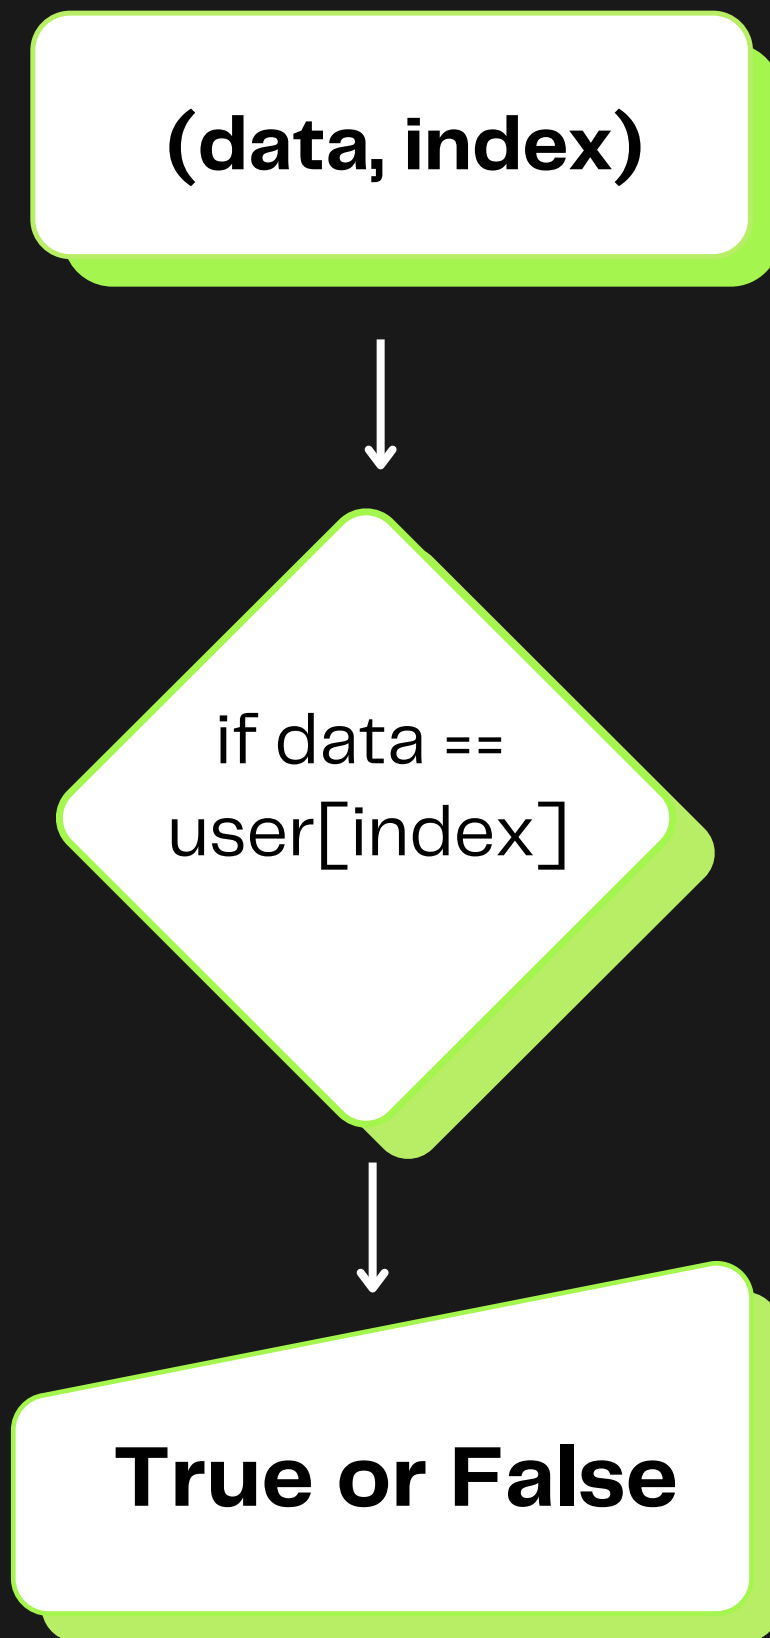 (data, index)
if data ==
user[index]
True or False